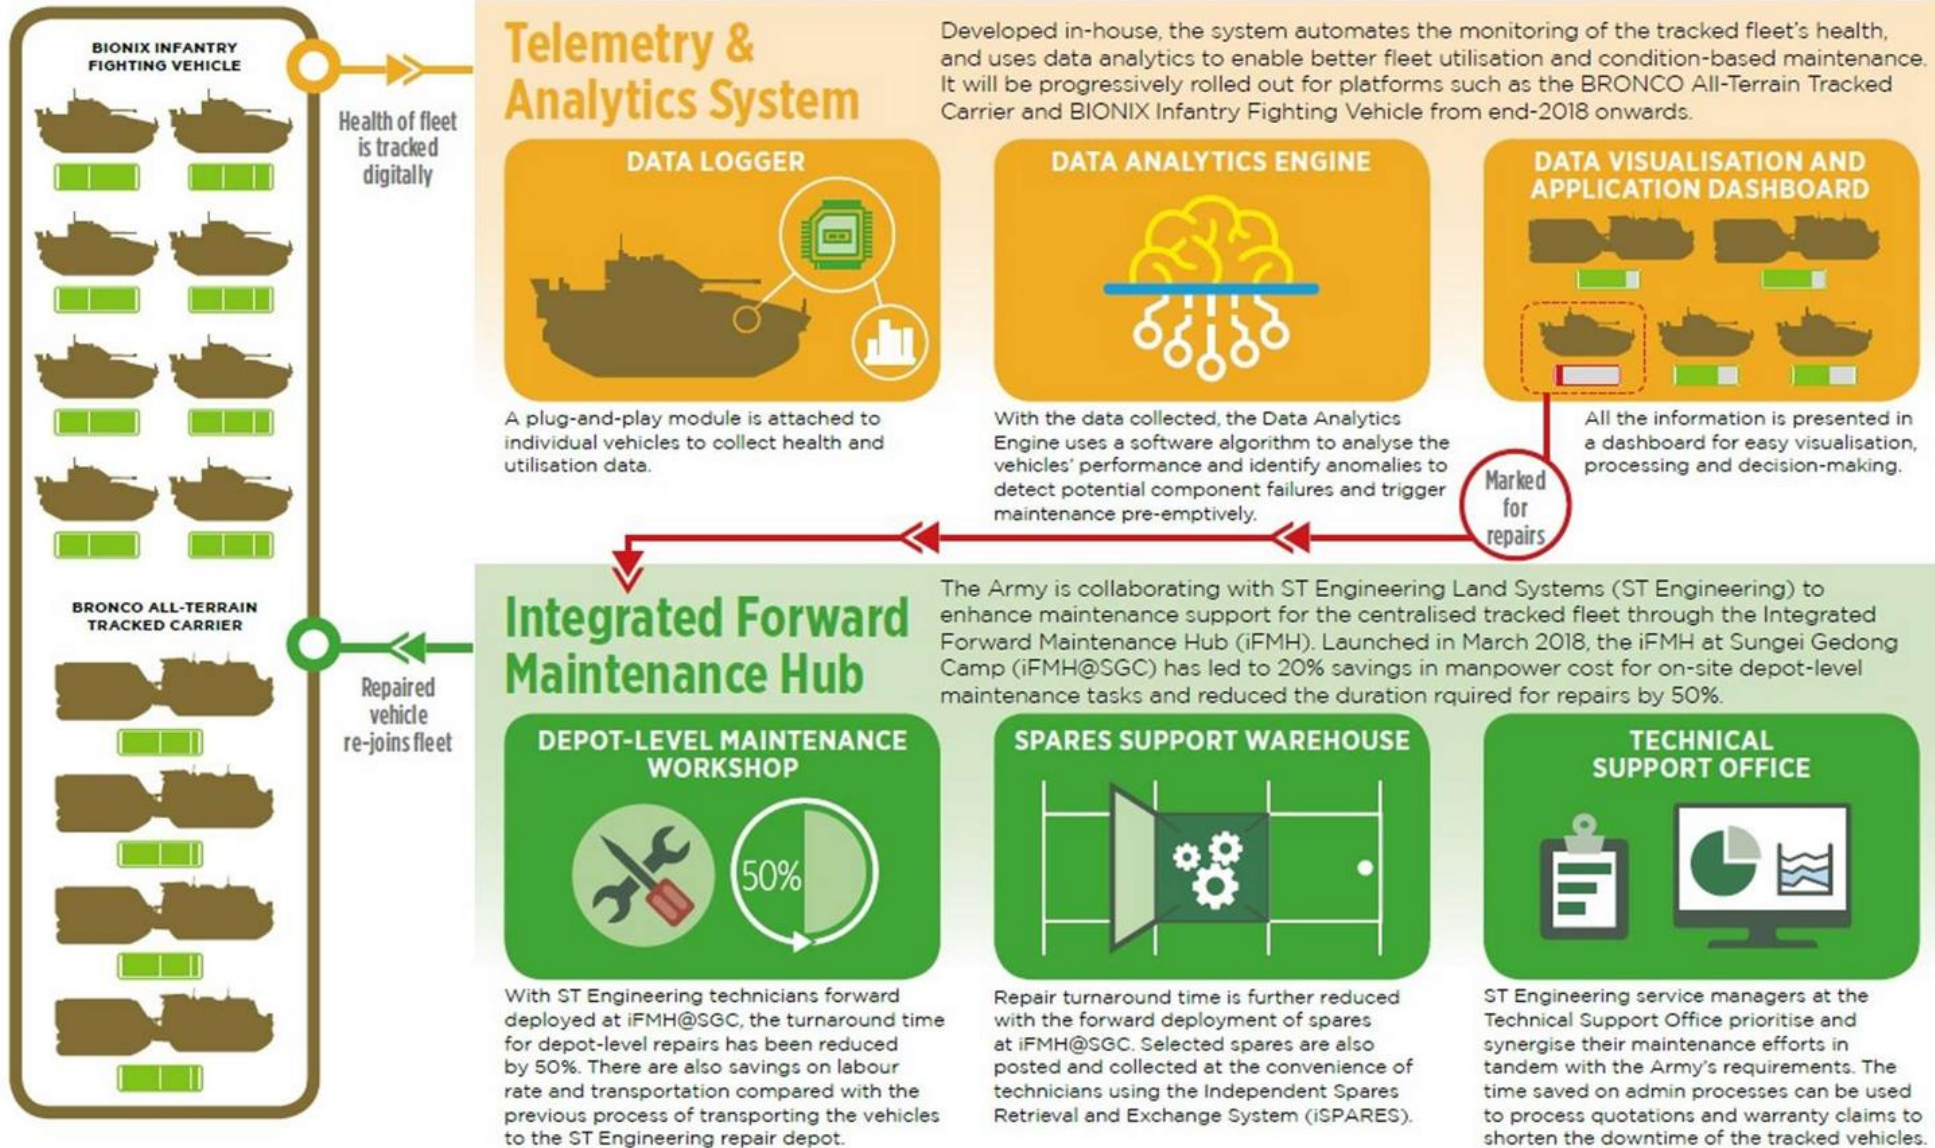 BIONIX INFANTRY
FIGHTING VEHICLE
Health of fleet
is tracked
digitally
BRONCO ALL-TERRAIN
TRACKED CARRIER
Repaired
vehicle
re-joins fleet
Telemetry &
Analytics System
Developed in-house, the system automates the monitoring of the tracked fleet's health,
and uses data analytics to enable better fleet utilisation and condition-based maintenance.
It will be progressively rolled out for platforms such as the BRONCO All-Terrain Tracked
Carrier and BIONIX Infantry Fighting Vehicle from end-2018 onwards.
DATA LOGGER
A plug-and-play module is attached to
individual vehicles to collect health and
utilisation data.
DATA ANALYTICS ENGINE
With the data collected, the Data Analytics
Engine uses a software algorithm to analyse the
vehicles' performance and identify anomalies to
detect potential component failures and trigger
maintenance pre-emptively.
DATA VISUALISATION AND
APPLICATION DASHBOARD
All the information is presented in
a dashboard for easy visualisation,
processing and decision-making.
Marked
for
repairs
Integrated Forward
Maintenance Hub
The Army is collaborating with ST Engineering Land Systems (ST Engineering) to
enhance maintenance support for the centralised tracked fleet through the Integrated
Forward Maintenance Hub (iFMH). Launched in March 2018, the iFMH at Sungei Gedong
Camp (iFMH@SGC) has led to 20% savings in manpower cost for on-site depot-level
maintenance tasks and reduced the duration rquired for repairs by 50%.
DEPOT-LEVEL MAINTENANCE
WORKSHOP
50%
With ST Engineering technicians forward
deployed at iFMH@SGC, the turnaround time
for depot-level repairs has been reduced
by 50%. There are also savings on labour
rate and transportation compared with the
previous process of transporting the vehicles
to the ST Engineering repair depot.
SPARES SUPPORT WAREHOUSE
Repair turnaround time is further reduced
with the forward deployment of spares
at iFMH@SGC. Selected spares are also
posted and collected at the convenience of
technicians using the Independent Spares
Retrieval and Exchange System (iSPARES).
TECHNICAL
SUPPORT OFFICE
ST Engineering service managers at the
Technical Support Office prioritise and
synergise their maintenance efforts in
tandem with the Army's requirements. The
time saved on admin processes can be used
to process quotations and warranty claims to
shorten the downtime of the tracked vehicles.